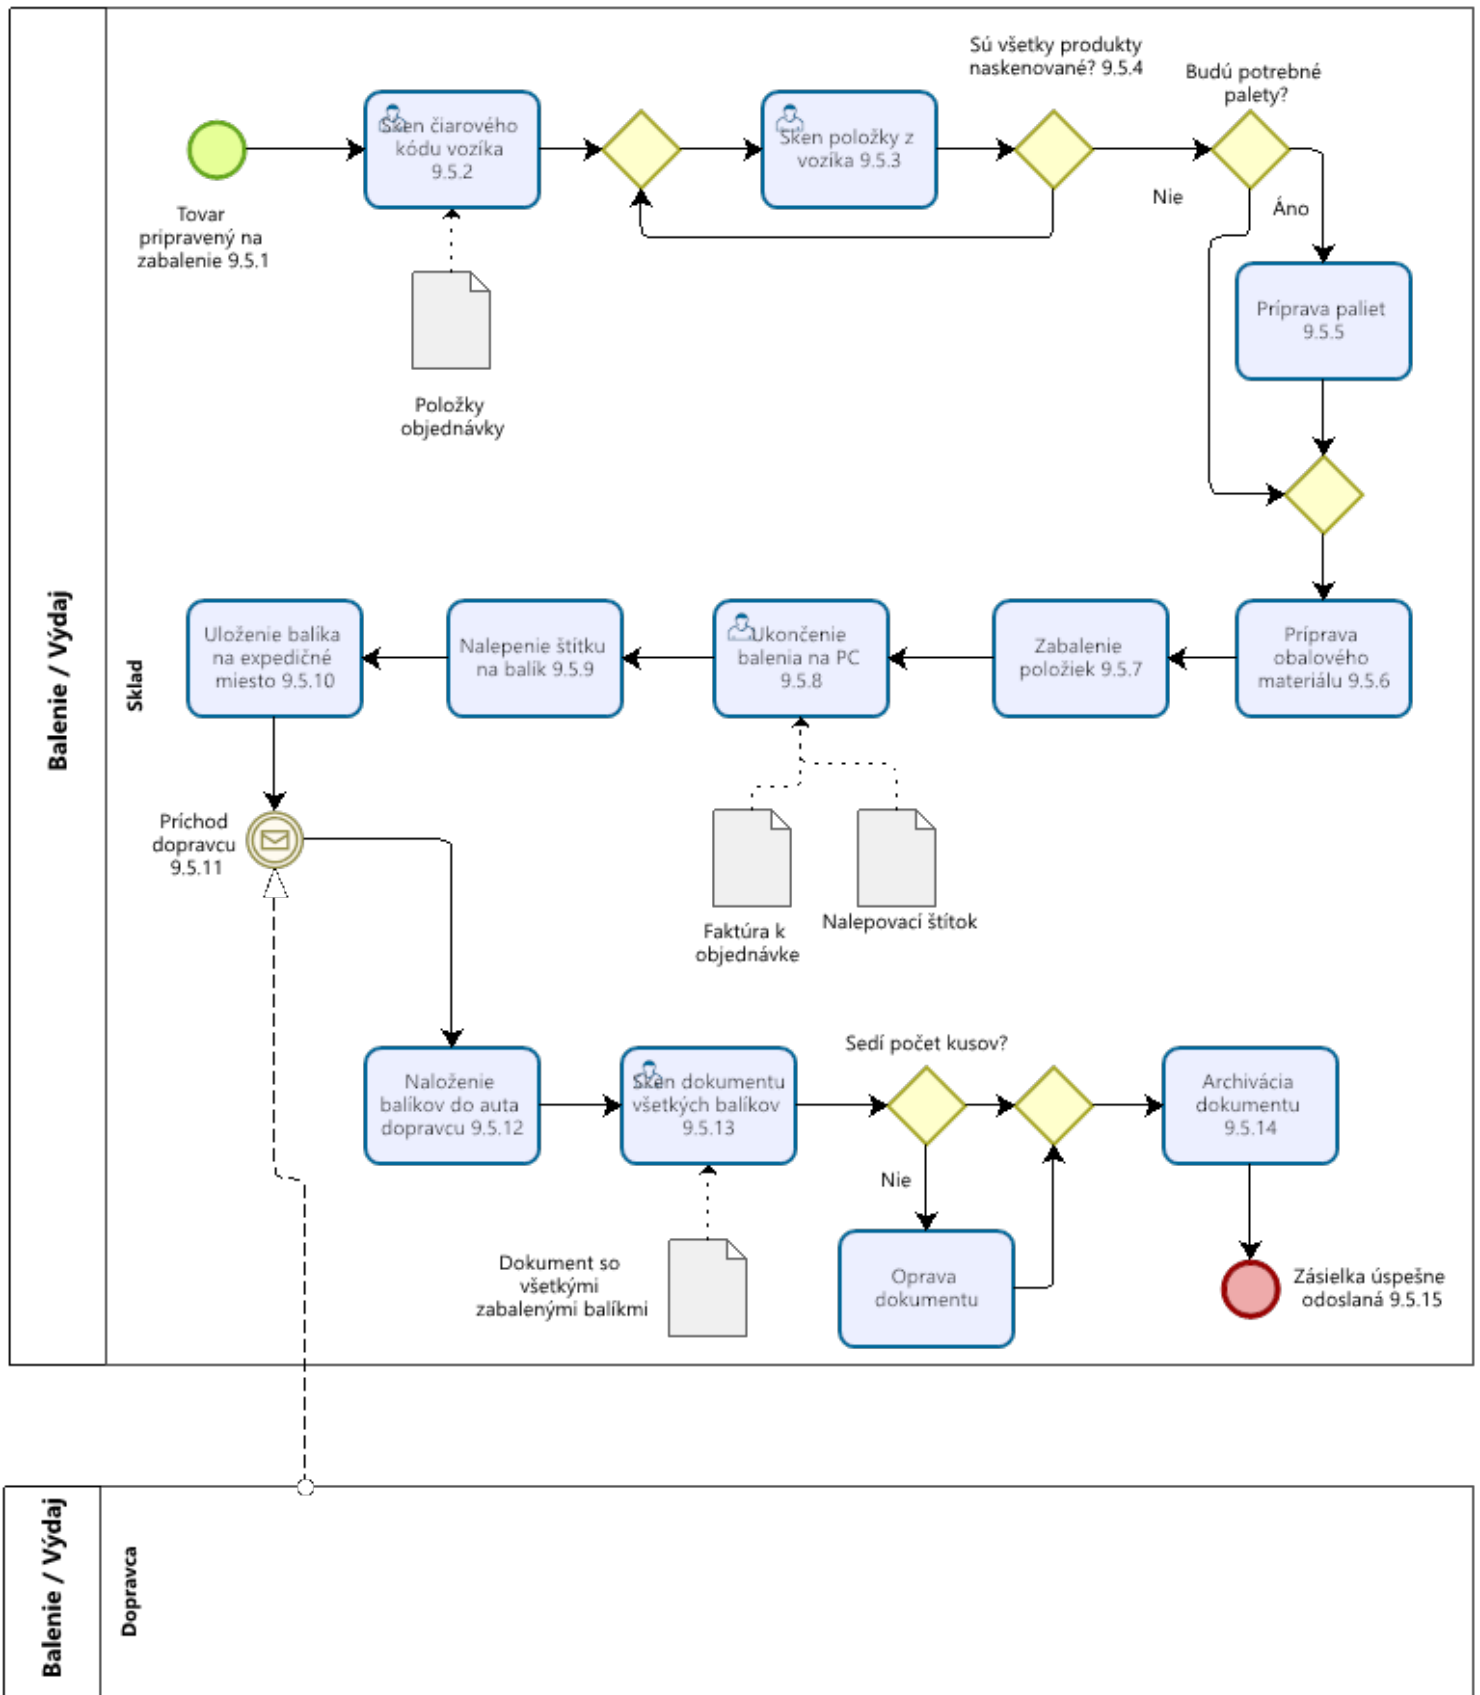 Balenie / Výdaj
Sklad
Tovar
pripravený na
zabalenie 9.5.1
Sken čiarového
kódu vozíka
9.5.2
Položky
objednávky
Sken položky z
vozíka 9.5.3
Sú všetky produkty
naskenované? 9.5.4
Budú potrebné
palety?
Nie
Áno
Príprava paliet
9.5.5
Príprava
obalového
materiálu 9.5.6
Zabalenie
položiek 9.5.7
Ukončenie
balenia na PC
9.5.8
Faktúra k
objednávke
Nalepovací štítok
Nalepenie štítku
na balík 9.5.9
Uloženie balíka
na expedičné
miesto 9.5.10
Príchod
dopravcu
9.5.11
Naloženie
balíkov do auta
dopravcu 9.5.12
Sken dokumentu
všetkých balíkov
9.5.13
Dokument so
všetkými
zabalenými balíkmi
Sedí počet kusov?
Nie
Oprava
dokumentu
Archivácia
dokumentu
9.5.14
Zásielka úspešne
odoslaná 9.5.15
Balenie / Výdaj
Dopravca